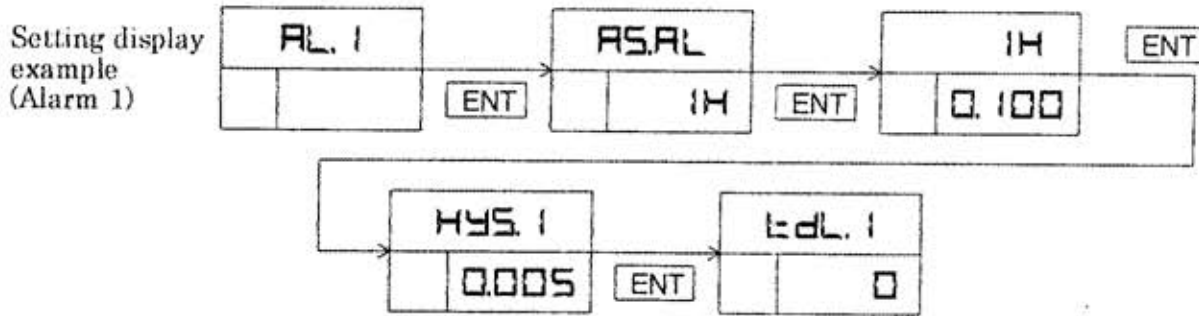 Setting display
example
(Alarm 1)
AL. 1
ENT
AS.AL
1H
ENT
1H
0.100
ENT
HYS. 1
0.005
ENT
t:dL. 1
0